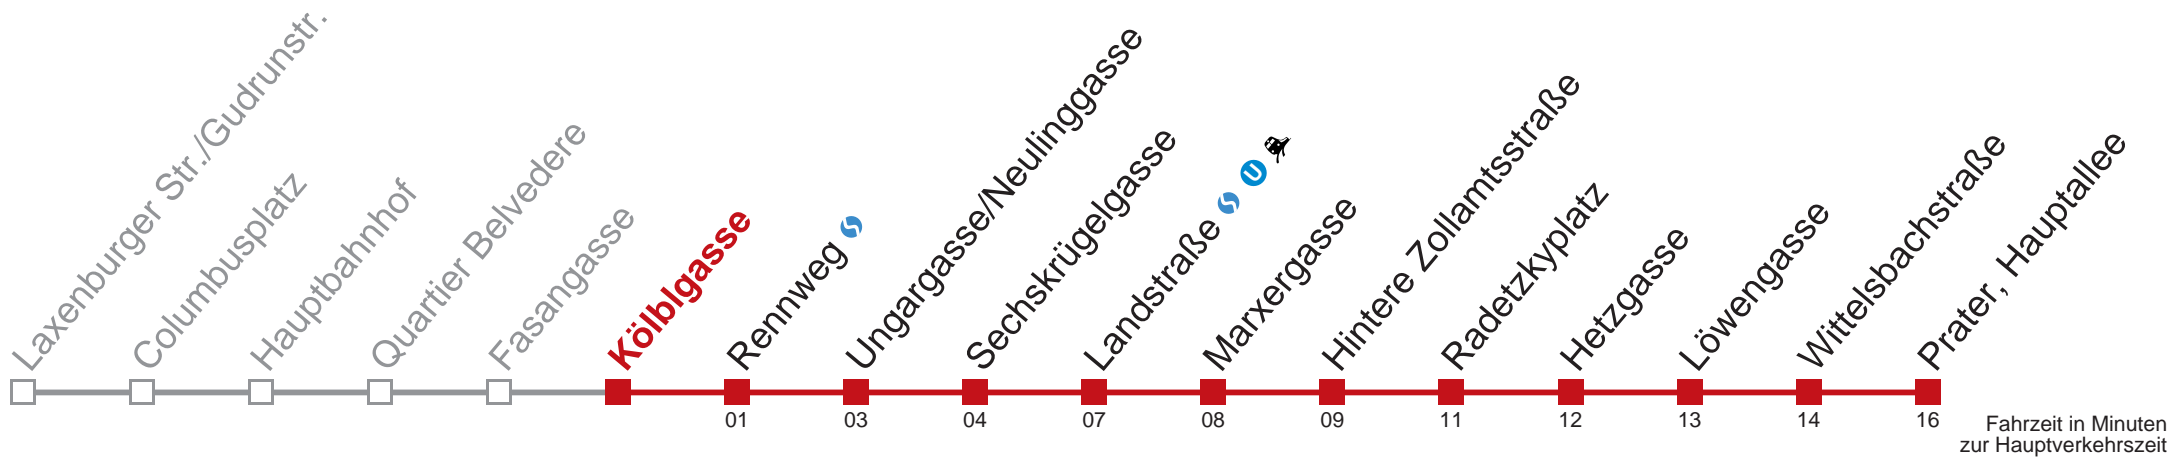 Laxenburger Str./Gudrunstr.
Columbusplatz
Hauptbahnhof
Quartier Belvedere
Fasangasse
Kölblgasse
Rennweg
Ungargasse/Neulinggasse
Sechskrügelgasse
Landstraße U
Marxergasse
Hintere Zollamtsstraße
Radetzkyplatz
Hetzgasse
Löwengasse
Wittelsbachstraße
Prater, Hauptallee
01 03 04 07 08 09 11 12 13 14 16
Fahrzeit in Minuten
zur Hauptverkehrszeit